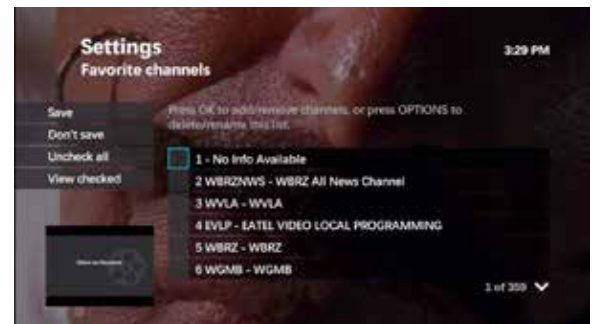 Settings
3:29 PM
Favorite channels
Save
Don't save
Uncheck all
View checked
Press OK to add/remove channels, or press OPTIONS to
delete/rename this list.
1 - No Info Available
2 WBRZNWS - WBRZ All News Channel
3 WVLA - WVLA
4 EVLP - EATEL VIDEO LOCAL PROGRAMMING
5 WBRZ - WBRZ
6 WGMB - WGMB
1 of 359